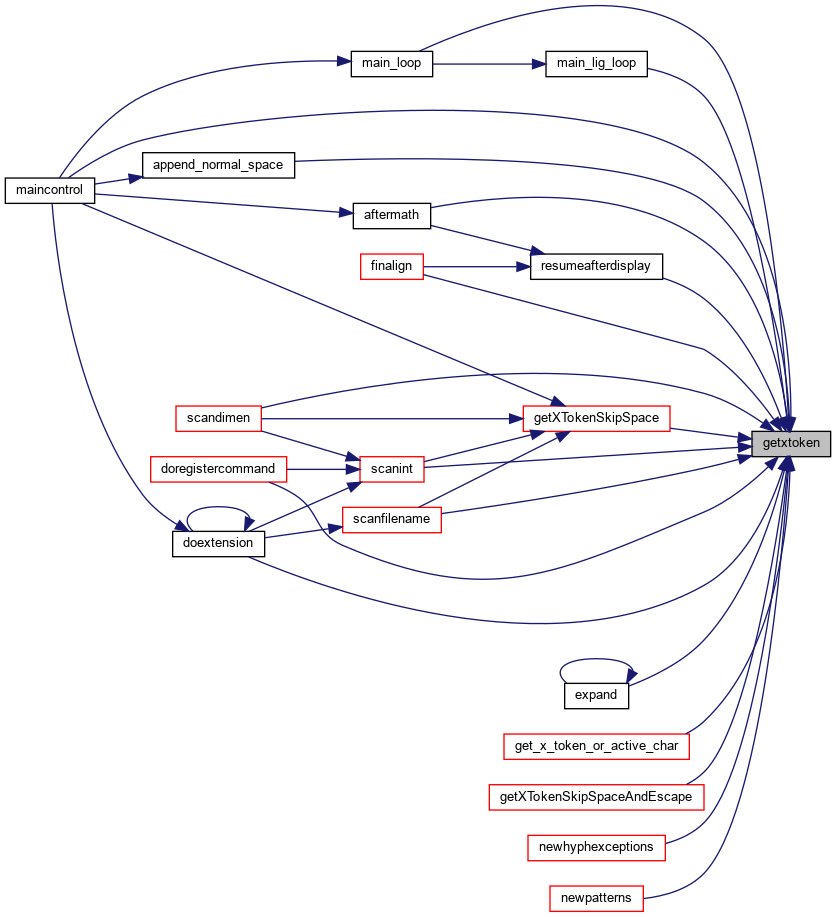 main_loop
main_lig_loop
append_normal_space
maincontrol
aftermath
finalign
resumeafterdisplay
scandimen
getXTokenSkipSpace
getxtoken
doregistercommand
scanint
scanfilename
doextension
expand
get_x_token_or_active_char
getXTokenSkipSpaceAndEscape
newhyphexceptions
newpatterns